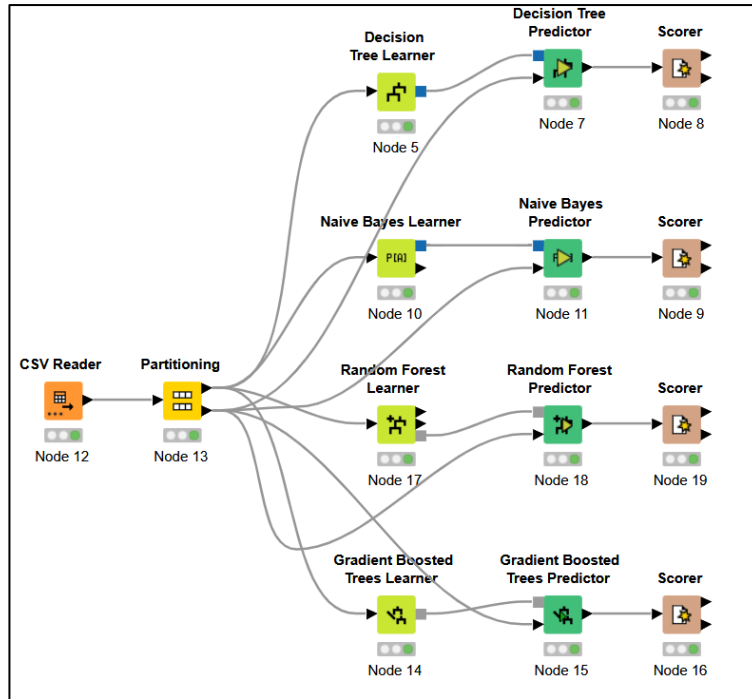 Decision
Tree Learner
Node 5
Decision Tree
Predictor
Node 7
Scorer
Node 8
Naive Bayes Learner
P[A]
Node 10
Naive Bayes
Predictor
Node 11
Scorer
Node 9
CSV Reader
Node 12
Partitioning
Node 13
Random Forest
Learner
Node 17
Random Forest
Predictor
Node 18
Scorer
Node 19
Gradient Boosted
Trees Learner
Node 14
Gradient Boosted
Trees Predictor
Node 15
Scorer
Node 16